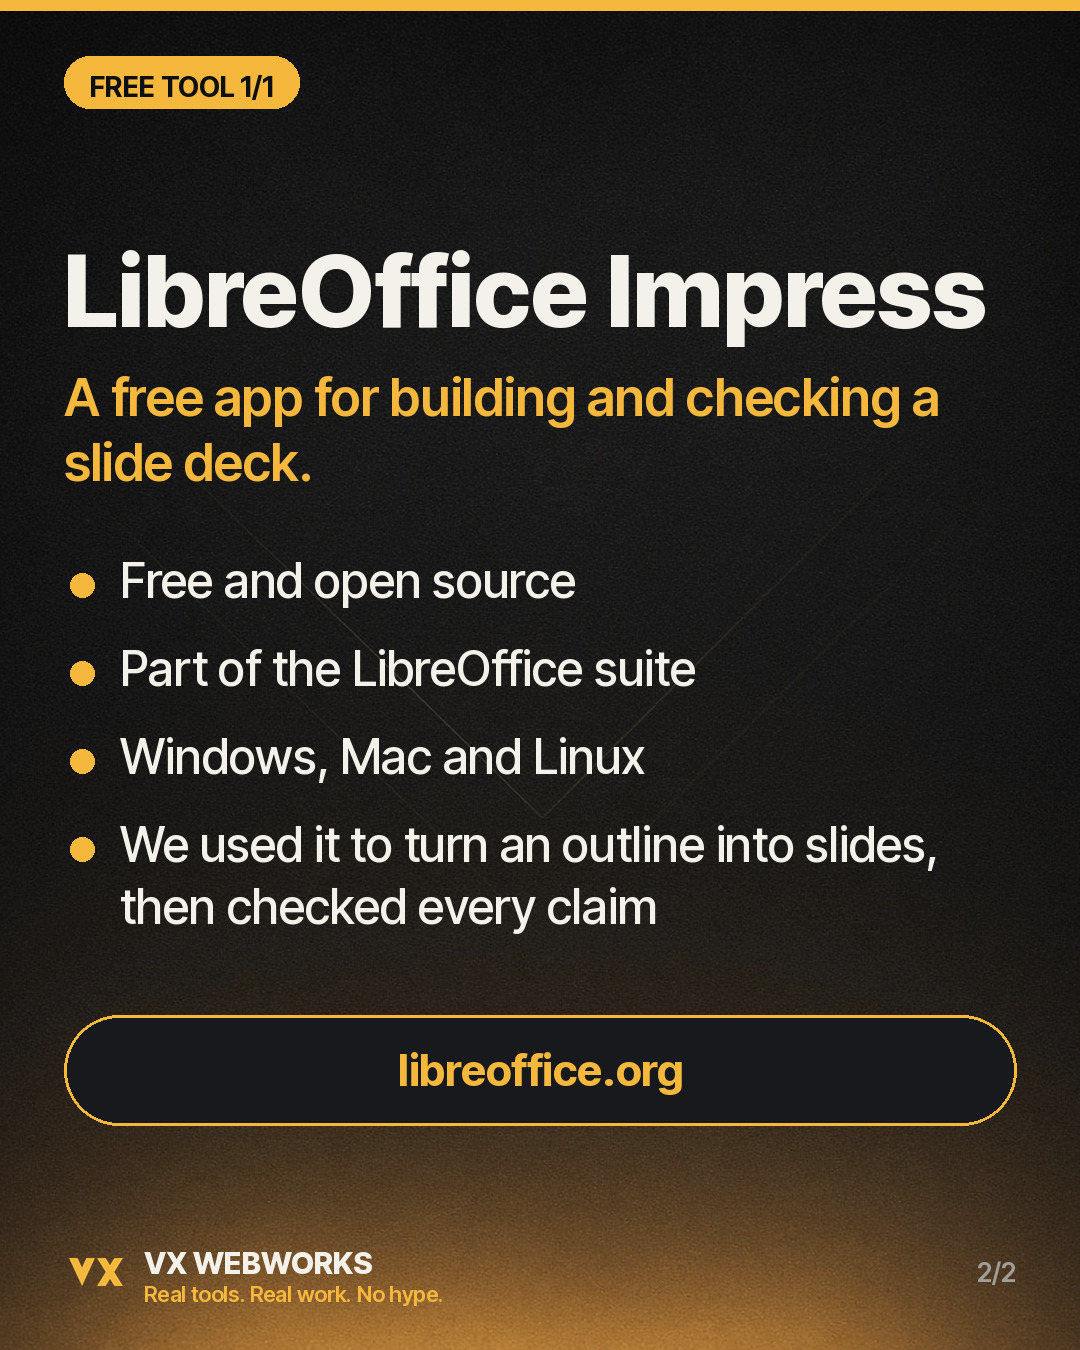 FREE TOOL 1/1
LibreOffice Impress
A free app for building and checking a
slide deck.
Free and open source
Part of the LibreOffice suite
Windows, Mac and Linux
We used it to turn an outline into slides,
then checked every claim
libreoffice.org
VX
VX WEBWORKS
Real tools. Real work. No hype.
2/2